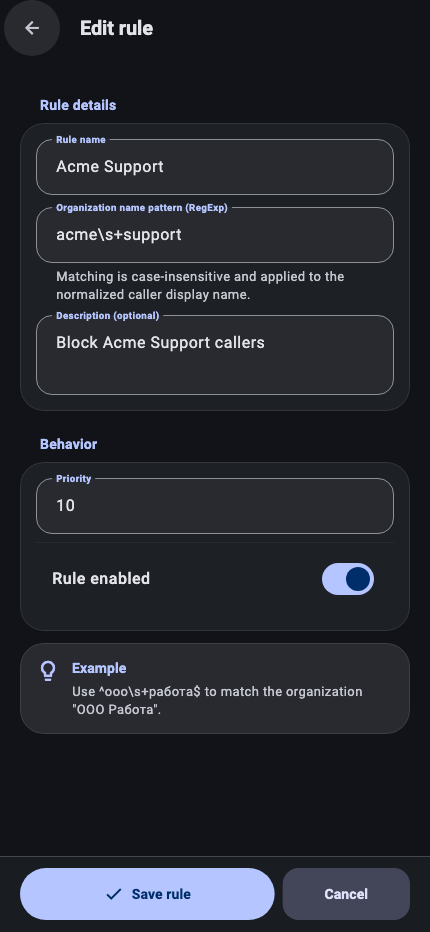 Edit rule
Rule details
Rule name
Acme Support
Organization name pattern (RegExp)
acme\s+support
Matching is case-insensitive and applied to the
normalized caller display name.
Description (optional)
Block Acme Support callers
Behavior
Priority
10
Rule enabled
Example
Use ^ооо\s+работа$ to match the organization
"ООО Работа".
Save rule
Cancel